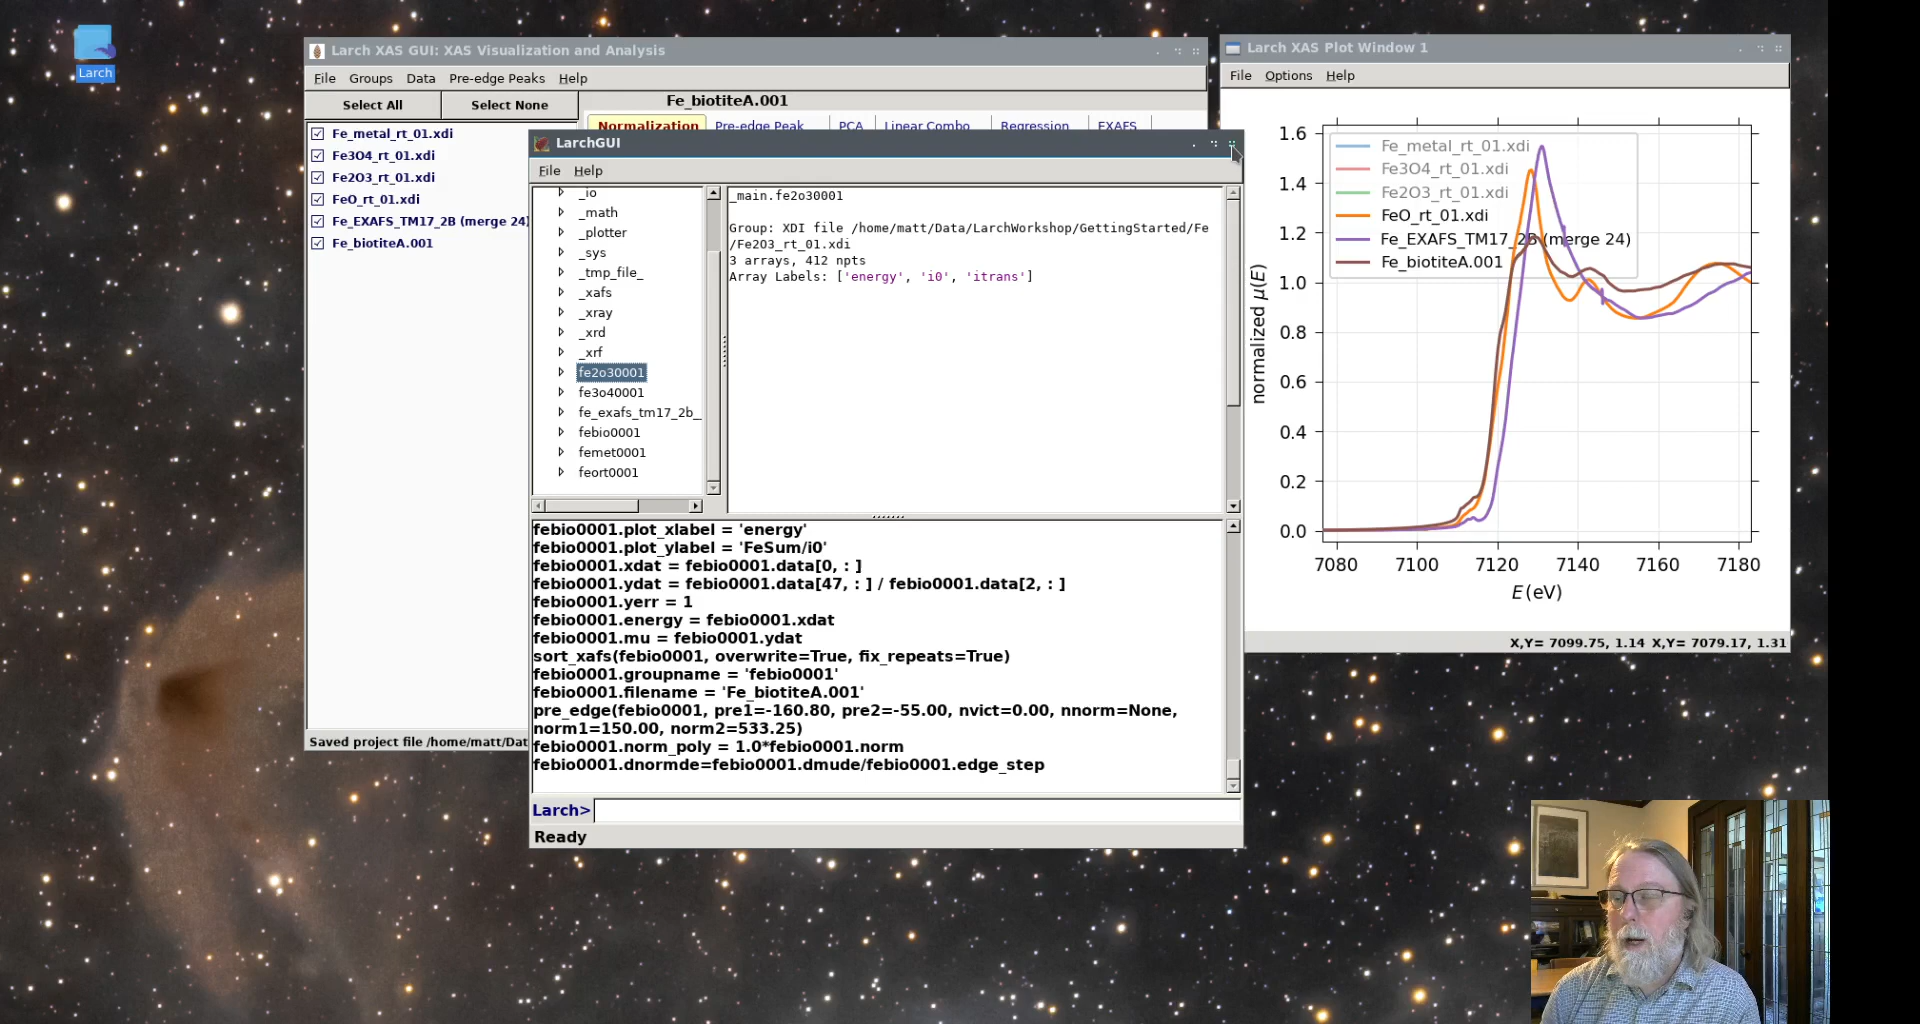 Larch
Larch XAS GUI: XAS Visualization and Analysis
File Groups Data Pre-edge Peaks Help
Select All Select None
Fe_metal_rt_01.xdi
Fe3O4_rt_01.xdi
Fe2O3_rt_01.xdi
FeO_rt_01.xdi
Fe_EXAFS_TM17_2B (merge 24)
Fe_biotiteA.001
Saved project file /home/matt/Dat
Fe_biotiteA.001
Normalization Pre-edge Peak PCA Linear Combo Regression EXAFS
LarchGUI
File Help
_io
_math
_plotter
_sys
_tmp_file_
_xafs
_xray
_xrd
_xrf
fe2o30001
fe3o40001
fe_exafs_tm17_2b_
febio0001
femet0001
feort0001
_main.fe2o30001
Group: XDI file /home/matt/Data/LarchWorkshop/GettingStarted/Fe
/Fe2O3_rt_01.xdi
3 arrays, 412 npts
Array Labels: ['energy', 'i0', 'itrans']
febio0001.plot_xlabel = 'energy'
febio0001.plot_ylabel = 'FeSum/i0'
febio0001.xdat = febio0001.data[0, : ]
febio0001.ydat = febio0001.data[47, : ] / febio0001.data[2, : ]
febio0001.yerr = 1
febio0001.energy = febio0001.xdat
febio0001.mu = febio0001.ydat
sort_xafs(febio0001, overwrite=True, fix_repeats=True)
febio0001.groupname = 'febio0001'
febio0001.filename = 'Fe_biotiteA.001'
pre_edge(febio0001, pre1=-160.80, pre2=-55.00, nvict=0.00, nnorm=None,
norm1=150.00, norm2=533.25)
febio0001.norm_poly = 1.0*febio0001.norm
febio0001.dnormde=febio0001.dmude/febio0001.edge_step
Larch>
Ready
Larch XAS Plot Window 1
File Options Help
Fe_metal_rt_01.xdi
Fe3O4_rt_01.xdi
Fe2O3_rt_01.xdi
FeO_rt_01.xdi
Fe_EXAFS_TM17_2B (merge 24)
Fe_biotiteA.001
1.6
1.4
1.2
1.0
0.8
0.6
0.4
0.2
0.0
normalized μ(E)
7080 7100 7120 7140 7160 7180
E (eV)
X,Y= 7099.75, 1.14 X,Y= 7079.17, 1.31